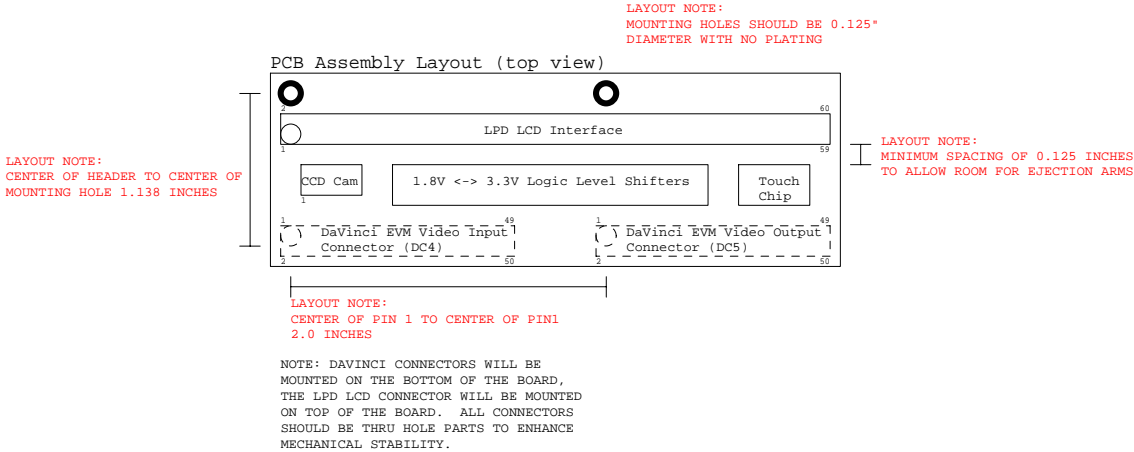 LAYOUT NOTE:
MOUNTING HOLES SHOULD BE 0.125"
DIAMETER WITH NO PLATING
PCB Assembly Layout (top view)
2
60
LPD LCD Interface
1
59
LAYOUT NOTE:
MINIMUM SPACING OF 0.125 INCHES
TO ALLOW ROOM FOR EJECTION ARMS
LAYOUT NOTE:
CENTER OF HEADER TO CENTER OF
MOUNTING HOLE 1.138 INCHES
CCD Cam
1
1.8V <-> 3.3V Logic Level Shifters
Touch
Chip
1
49
DaVinci EVM Video Input
Connector (DC4)
2
50
1
49
DaVinci EVM Video Output
Connector (DC5)
2
50
LAYOUT NOTE:
CENTER OF PIN 1 TO CENTER OF PIN1
2.0 INCHES
NOTE: DAVINCI CONNECTORS WILL BE
MOUNTED ON THE BOTTOM OF THE BOARD,
THE LPD LCD CONNECTOR WILL BE MOUNTED
ON TOP OF THE BOARD.  ALL CONNECTORS
SHOULD BE THRU HOLE PARTS TO ENHANCE
MECHANICAL STABILITY.